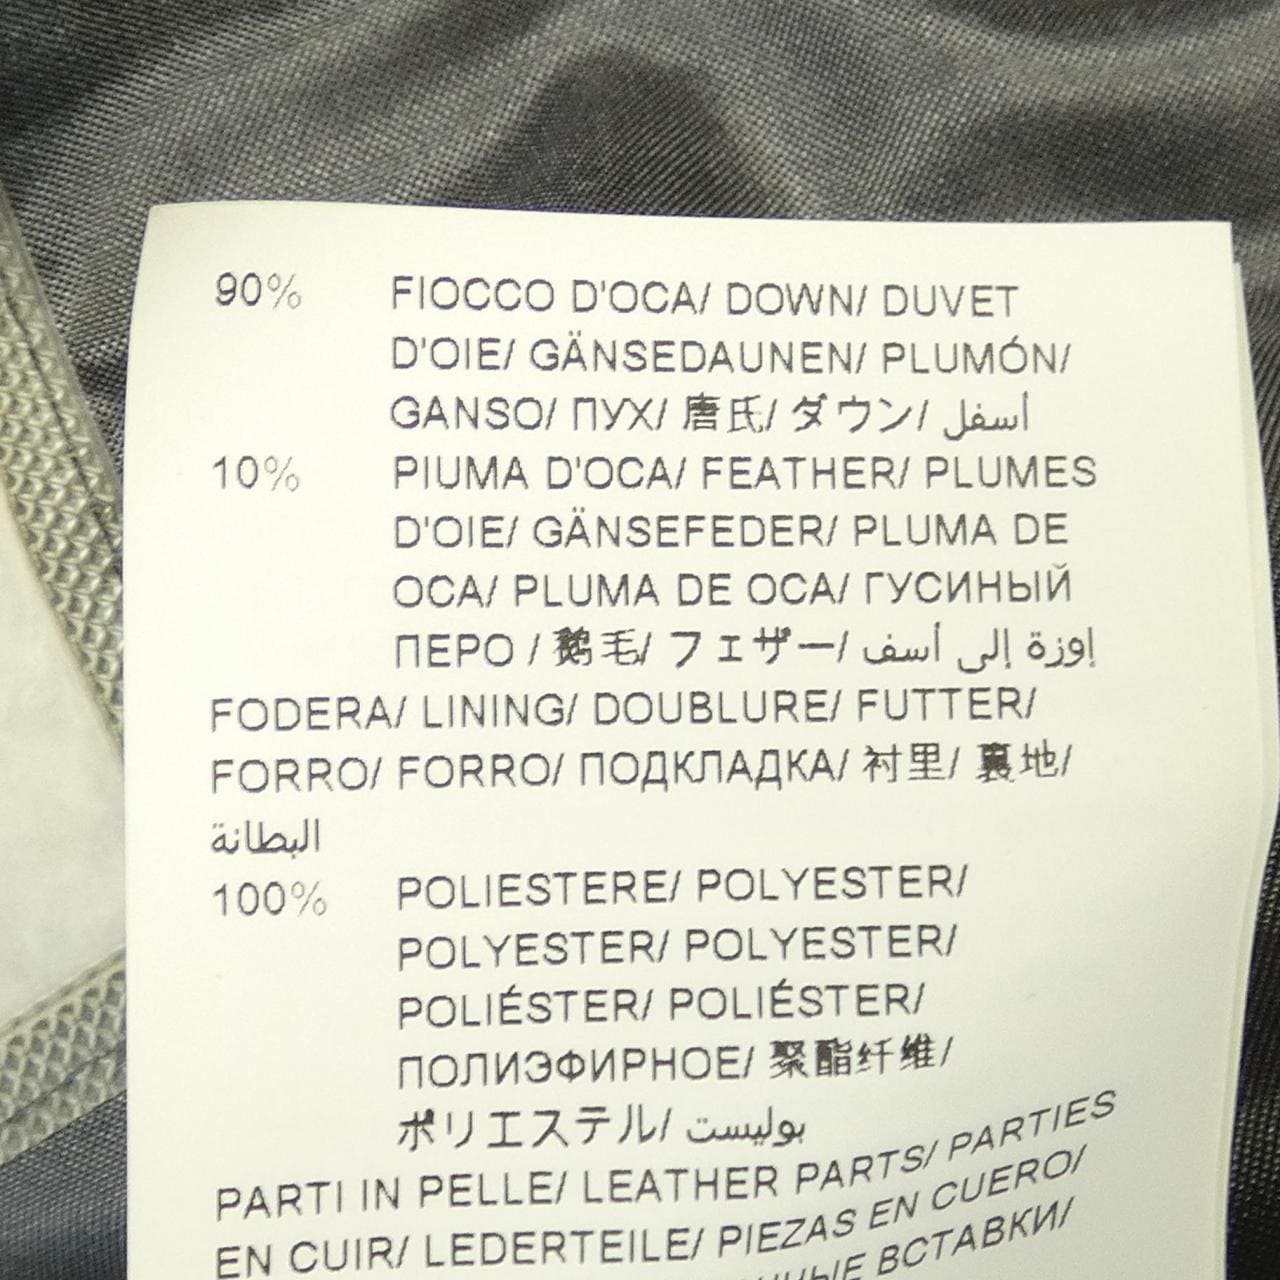 90% FIOCCO D'OCA/ DOWN/ DUVET
D'OIE/ GÄNSEDAUNEN/ PLUMÓN/
GANSO/ ПУХ/ 唐氏/ ダウン/ أسفل
10% PIUMA D'OCA/ FEATHER/ PLUMES
D'OIE/ GÄNSEFEDER/ PLUMA DE
OCA/ PLUMA DE OCA/ ГУСИНЫЙ
ПЕРО / 鹅毛/ フェザー/ إوزة إلى أسف
FODERA/ LINING/ DOUBLURE/ FUTTER/
FORRO/ FORRO/ ПОДКЛАДКА/ 衬里/ 裏地/
البطانة
100% POLIESTERE/ POLYESTER/
POLYESTER/ POLYESTER/
POLIÉSTER/ POLIÉSTER/
ПОЛИЭФИРНОЕ/ 聚酯纤维/
ポリエステル/ بوليست
PARTI IN PELLE/ LEATHER PARTS/ PARTIES
EN CUIR/ LEDERTEILE/ PIEZAS EN CUERO/
ВСТАВКИ/